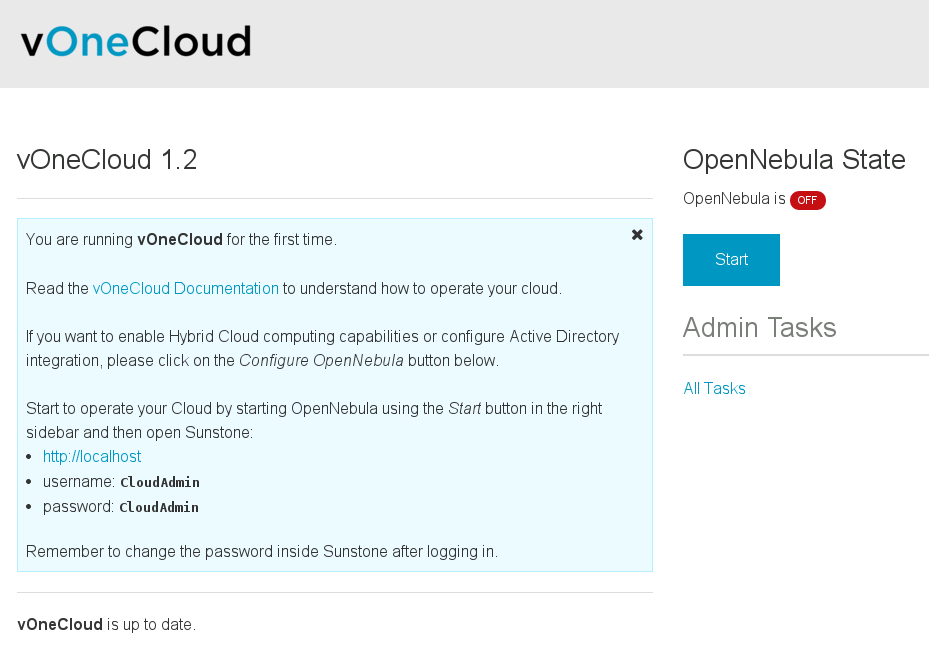 vOneCloud
vOneCloud 1.2
You are running vOneCloud for the first time.
Read the vOneCloud Documentation to understand how to operate your cloud.
If you want to enable Hybrid Cloud computing capabilities or configure Active Directory
integration, please click on the Configure OpenNebula button below.
Start to operate your Cloud by starting OpenNebula using the Start button in the right
sidebar and then open Sunstone:
• http://localhost
• username: CloudAdmin
• password: CloudAdmin
Remember to change the password inside Sunstone after logging in.
vOneCloud is up to date.
OpenNebula State
OpenNebula is OFF
Start
Admin Tasks
All Tasks